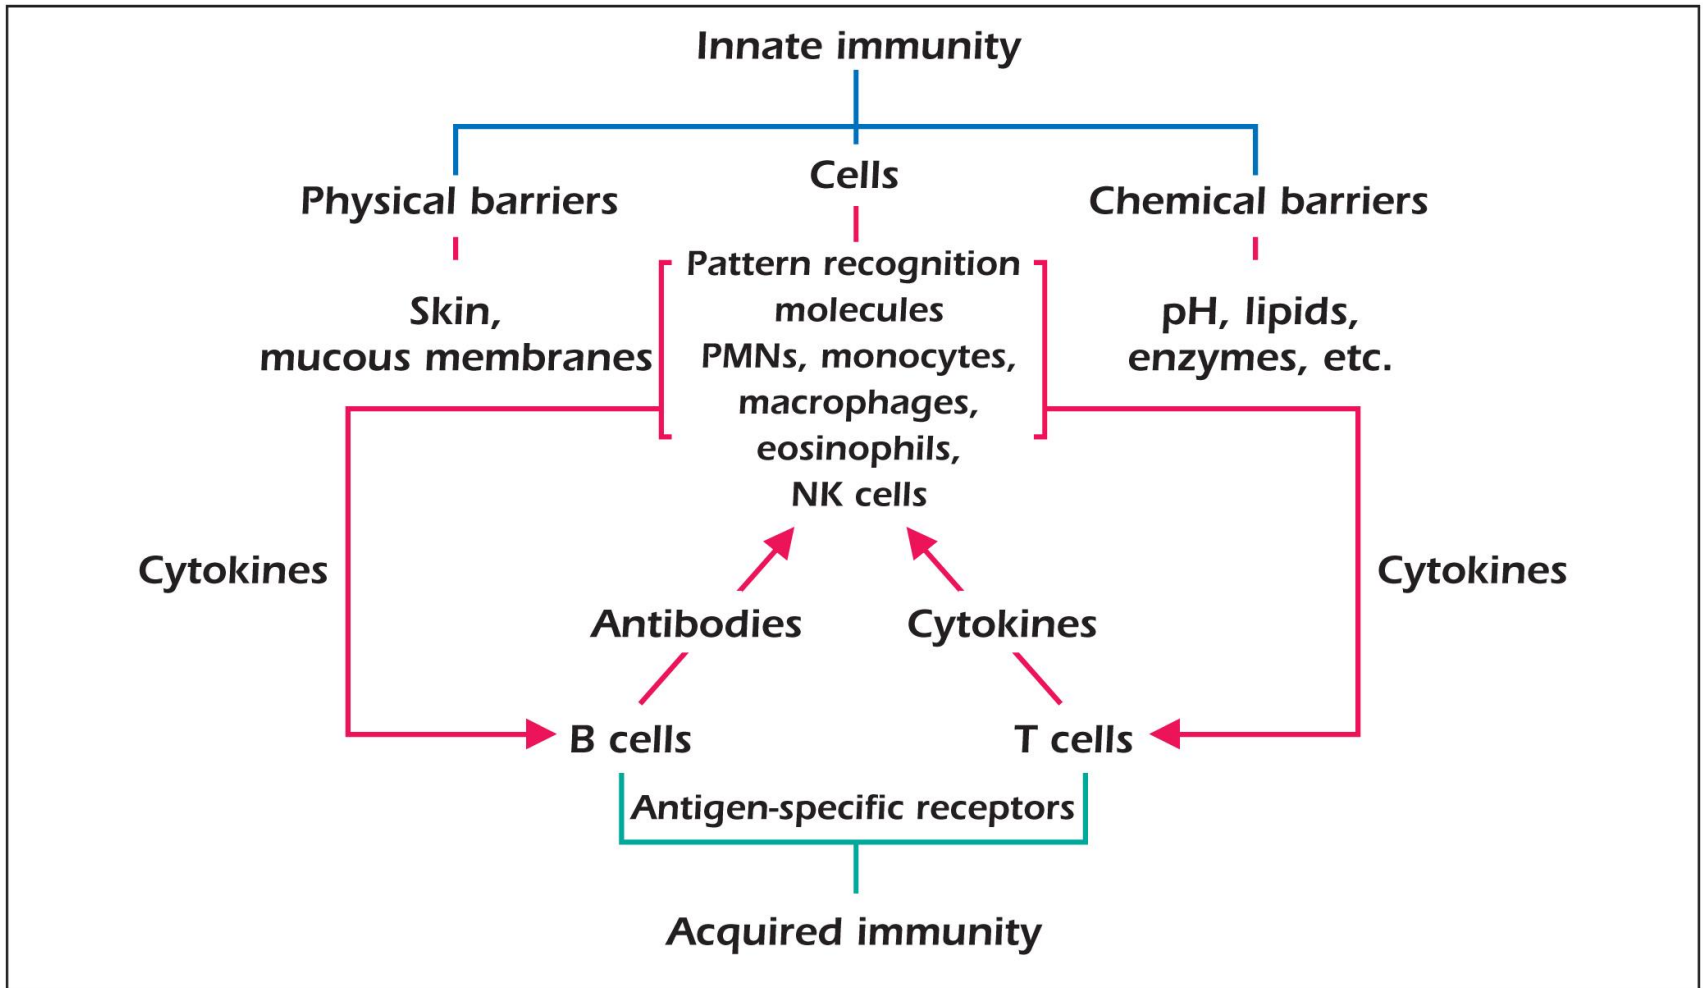 Innate immunity
Physical barriers
Cells
Chemical barriers
Skin,
mucous membranes
Pattern recognition
molecules
PMNs, monocytes,
macrophages,
eosinophils,
NK cells
pH, lipids,
enzymes, etc.
Cytokines
Antibodies
Cytokines
Cytokines
B cells
T cells
Antigen-specific receptors
Acquired immunity